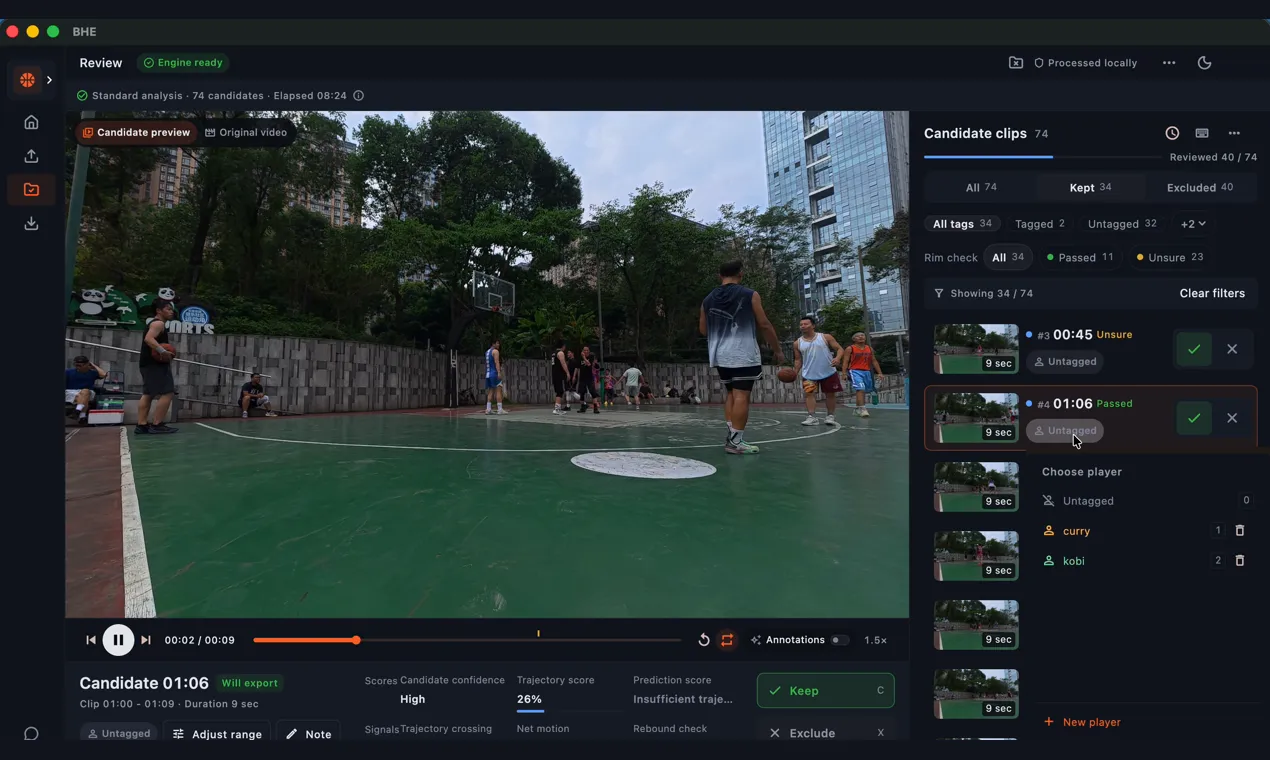 BHE
Review
Engine ready
Processed locally
Standard analysis · 74 candidates · Elapsed 08:24
Candidate preview
Original video
SPORTS
00:02 / 00:09
Annotations
1.5×
Candidate 01:06
Will export
Clip 01:00 - 01:09 · Duration 9 sec
Untagged
Adjust range
Note
Scores
Candidate confidence
High
Trajectory score
26%
Prediction score
Insufficient traje...
Signals
Trajectory crossing
Net motion
Rebound check
Keep
C
Exclude
X
Candidate clips 74
Reviewed 40 / 74
All 74
Kept 34
Excluded 40
All tags 34
Tagged 2
Untagged 32
+2
Rim check
All 34
Passed 11
Unsure 23
Showing 34 / 74
Clear filters
9 sec
#3 00:45 Unsure
Untagged
9 sec
#4 01:06 Passed
Untagged
9 sec
9 sec
9 sec
9 sec
Choose player
Untagged 0
curry 1
kobi 2
New player